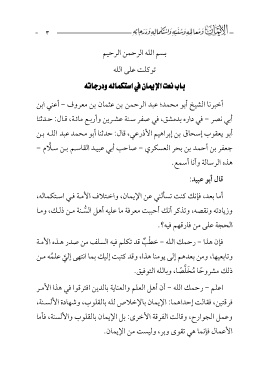 الإيمان ومعالمه وسننه واستكماله ودرجاته ٣
بسم الله الرحمن الرحيم
توكلت على الله
باب نعت الإيمان في استكماله ودرجاته
أخبرنا الشيخ أبو محمد؛ عبد الرحمن بن عثمان بن معروف – أعني ابن
أبي نصر – في داره بدمشق، في صفر سنة عشرين وأربع مائة، قال: حدثنا
أبو يعقوب إسحاق بن إبراهيم الأذرعي، قال: حدثنا أبو محمد عبد الله بن
جعفر بن أحمد بن بحر العسكري – صاحب أبي عبيد القاسم بن سلّام –
هذه الرسالة وأنا أسمع.
قال أبو عبيد:
أما بعد، فإنك كنت تسألني عن الإيمان، واختلاف الأمة في استكماله،
وزيادته ونقصه، وتذكر أنك أحببت معرفة ما عليه أهل السُّنة من ذلك، وما
الحجة على من فارقهم فيه؟.
فإن هذا – رحمك الله – خطْبٌ قد تكلم فيه السلف من صدر هذه الأمة
وتابعيها، ومن بعدهم إلى يومنا هذا، وقد كتبت إليك بما انتهى إليَّ علمُه من
ذلك مشروحًا مُخلَّصًا، وبالله التوفيق.
اعلم – رحمك الله – أن أهل العلم والعناية بالدين افترقوا في هذا الأمر
فرقتين، فقالت إحداهما: الإيمان بالإخلاص لله بالقلوب، وشهادة الألسنة،
وعمل الجوارح، وقالت الفرقة الأخرى: بل الإيمان بالقلوب والألسنة، فأما
الأعمال فإنما هي تقوى وبر، وليست من الإيمان.